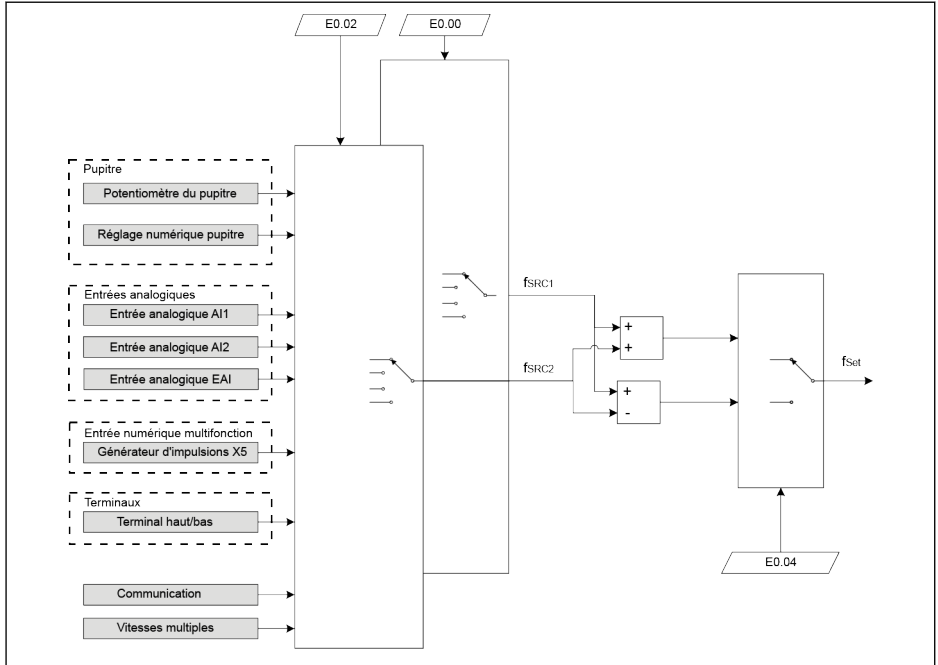 E0.02
E0.00
Pupitre
Potentiomètre du pupitre
Réglage numérique pupitre
Entrées analogiques
Entrée analogique AI1
Entrée analogique AI2
Entrée analogique EAI
Entrée numérique multifonction
Générateur d'impulsions X5
Terminaux
Terminal haut/bas
Communication
Vitesses multiples
fSRC1
fSRC2
+
+
+
-
fSet
E0.04